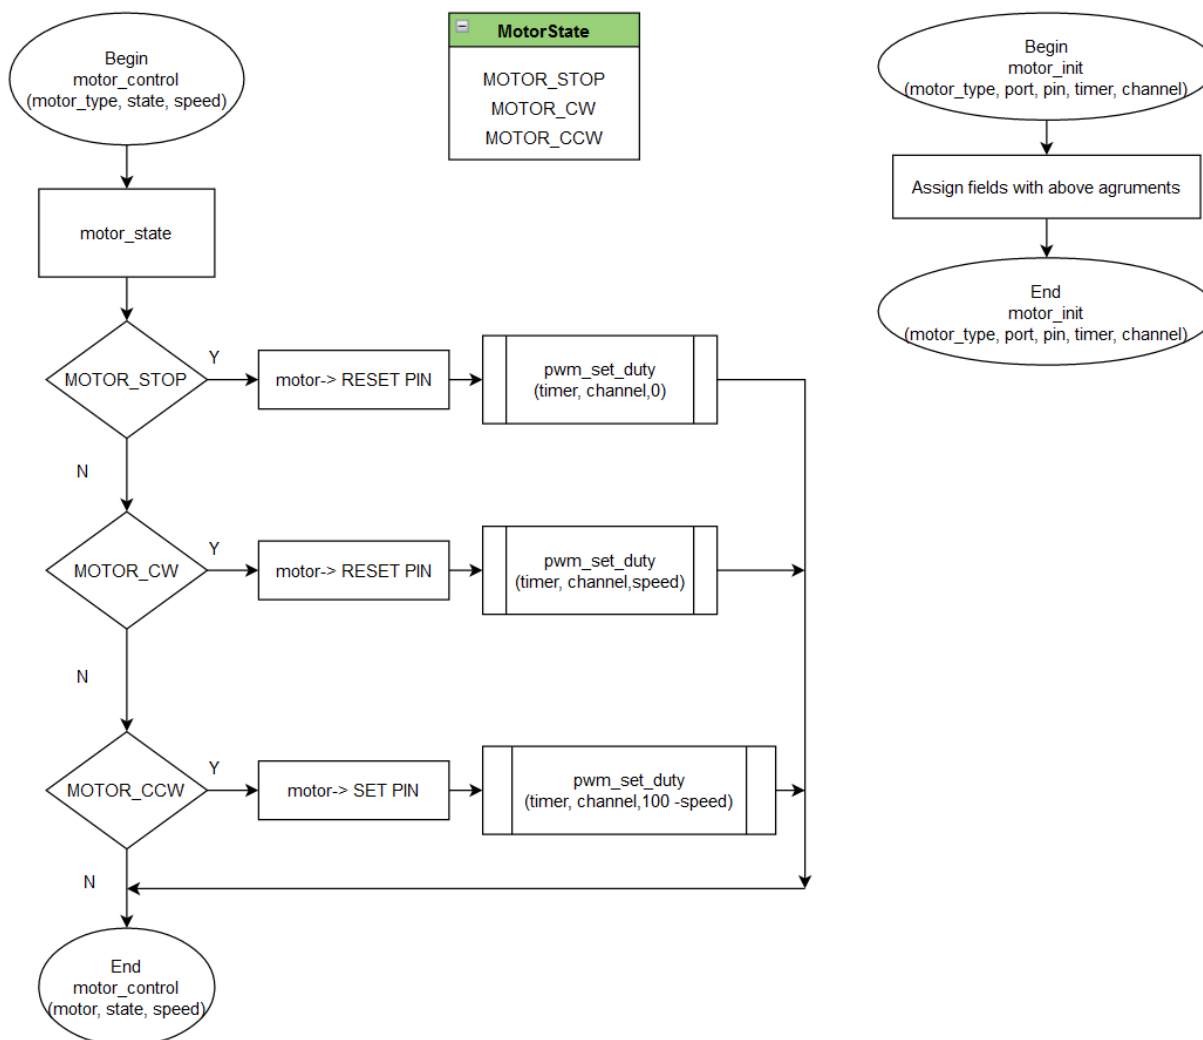 Begin
motor_control
(motor_type, state, speed)
motor_state
MOTOR_STOP
Y
motor-> RESET PIN
pwm_set_duty
(timer, channel,0)
N
MOTOR_CW
Y
motor-> RESET PIN
pwm_set_duty
(timer, channel,speed)
N
MOTOR_CCW
Y
motor-> SET PIN
pwm_set_duty
(timer, channel,100 -speed)
N
End
motor_control
(motor, state, speed)
MotorState
MOTOR_STOP
MOTOR_CW
MOTOR_CCW
Begin
motor_init
(motor_type, port, pin, timer, channel)
Assign fields with above agruments
End
motor_init
(motor_type, port, pin, timer, channel)